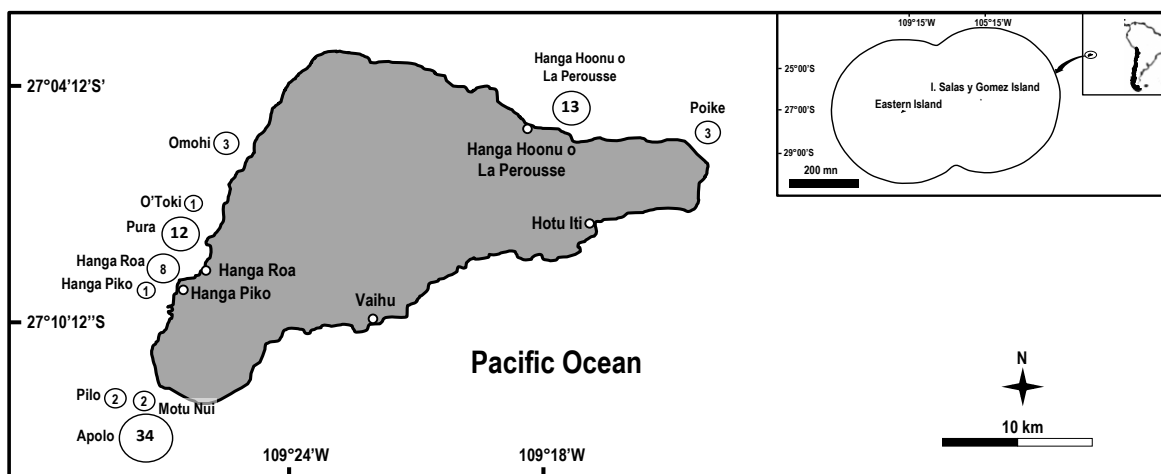 27°04'12"S'
27°10'12''S
109°24'W
109°18'W
Hanga Hoonu o
La Perousse
13
Poike
3
Omohi
3
Hanga Hoonu o
La Perousse
O'Toki
1
Pura
12
Hotu Iti
Hanga Roa
8
Hanga Roa
Hanga Piko
1
Hanga Piko
Vaihu
Pacific Ocean
Pilo
2
2
Motu Nui
Apolo
34
N
10 km
109°15'W
105°15'W
25°00'S
27°00'S
29°00'S
I. Salas y Gomez Island
Eastern Island
200 mn